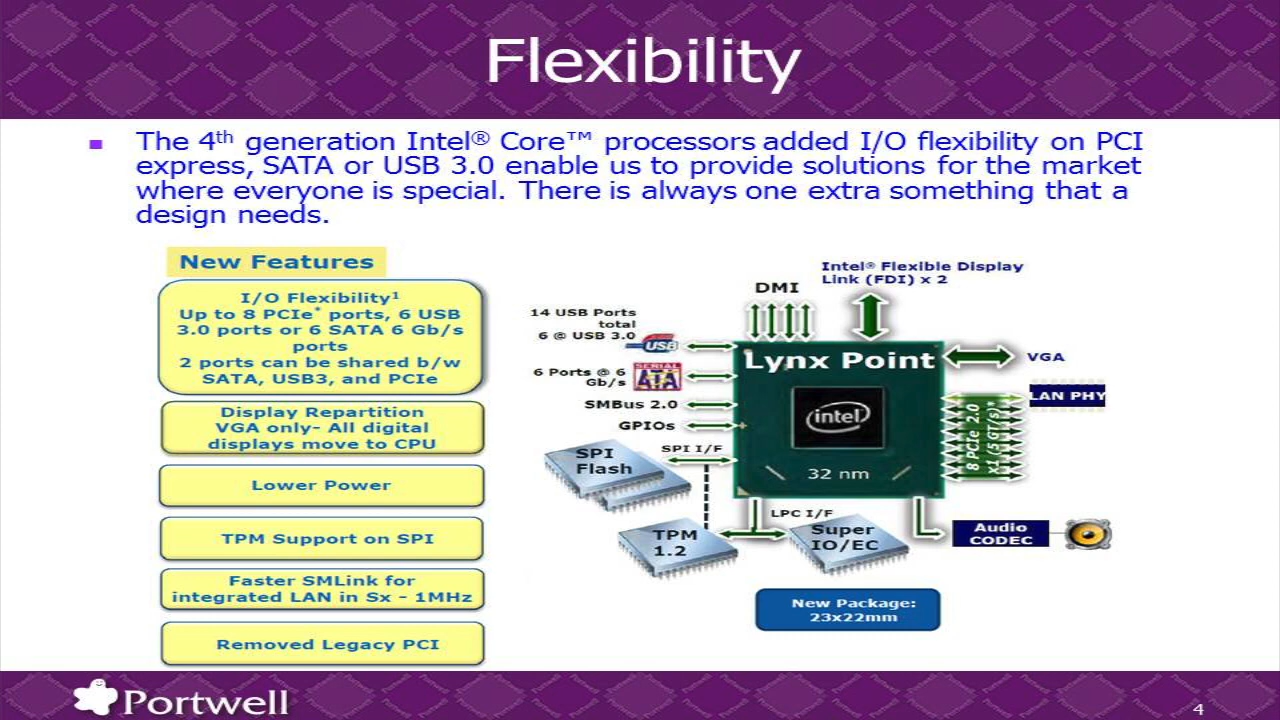 Flexibility
The 4th generation Intel® Core™ processors added I/O flexibility on PCI
express, SATA or USB 3.0 enable us to provide solutions for the market
where everyone is special. There is always one extra something that a
design needs.
New Features
I/O Flexibility1
Up to 8 PCIe* ports, 6 USB
3.0 ports or 6 SATA 6 Gb/s
ports
2 ports can be shared b/w
SATA, USB3, and PCIe
Display Repartition
VGA only- All digital
displays move to CPU
Lower Power
TPM Support on SPI
Faster SMLink for
integrated LAN in Sx - 1MHz
Removed Legacy PCI
Intel® Flexible Display
Link (FDI) x 2
DMI
14 USB Ports
total
6 @ USB 3.0
USB
6 Ports @ 6
Gb/s
SERIAL
ATA
SMBus 2.0
GPIOs
SPI I/F
SPI
Flash
TPM
1.2
LPC I/F
Super
IO/EC
Lynx Point
intel
32 nm
VGA
LAN PHY
8 PCIe 2.0
x1 (5 GT/s)*
Audio
CODEC
New Package:
23x22mm
Portwell
4